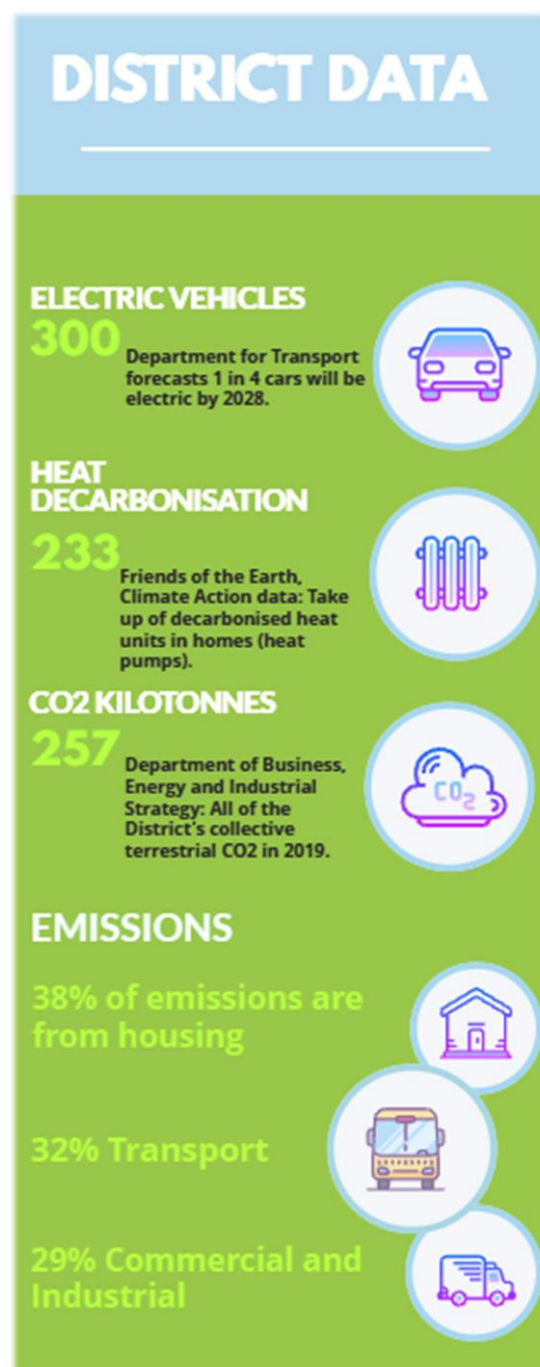 DISTRICT DATA
ELECTRIC VEHICLES
300
Department for Transport
forecasts 1 in 4 cars will be
electric by 2028.
HEAT
DECARBONISATION
233
Friends of the Earth,
Climate Action data: Take
up of decarbonised heat
units in homes (heat
pumps).
CO2 KILOTONNES
257
Department of Business,
Energy and Industrial
Strategy: All of the
District's collective
terrestrial CO2 in 2019.
CO2
EMISSIONS
38% of emissions are
from housing
32% Transport
29% Commercial and
Industrial